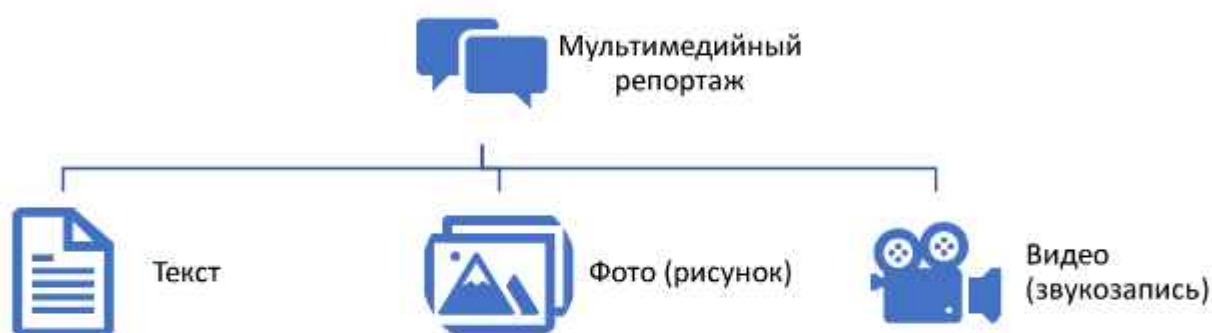 Мультимедийный
репортаж
Текст
Фото (рисунок)
Видео
(звукозапись)